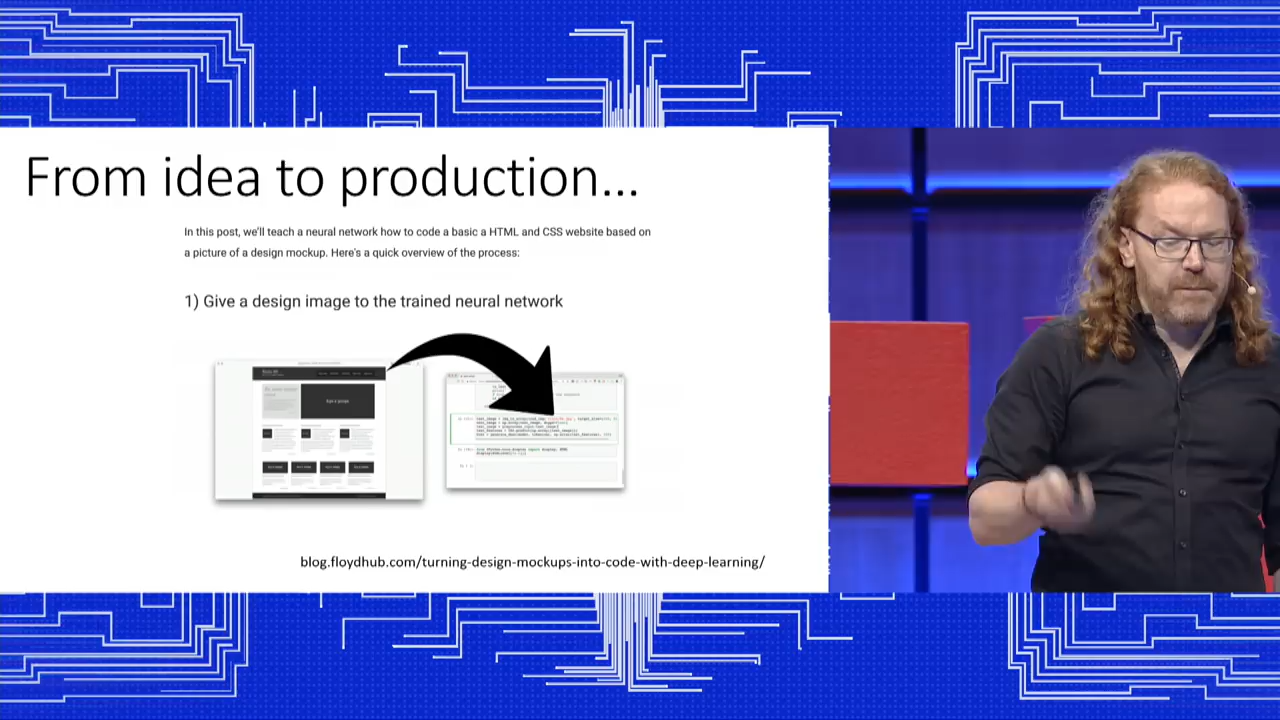 From idea to production...
In this post, we'll teach a neural network how to code a basic a HTML and CSS website based on
a picture of a design mockup. Here's a quick overview of the process:
1) Give a design image to the trained neural network
blog.floydhub.com/turning-design-mockups-into-code-with-deep-learning/